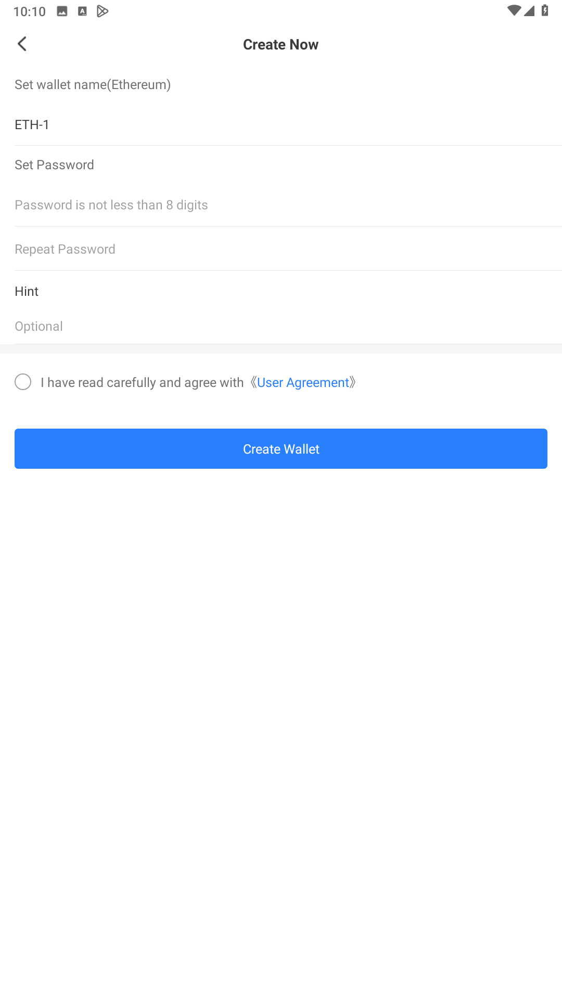 10:10
Create Now
Set wallet name(Ethereum)
ETH-1
Set Password
Password is not less than 8 digits
Repeat Password
Hint
Optional
I have read carefully and agree with《User Agreement》
Create Wallet